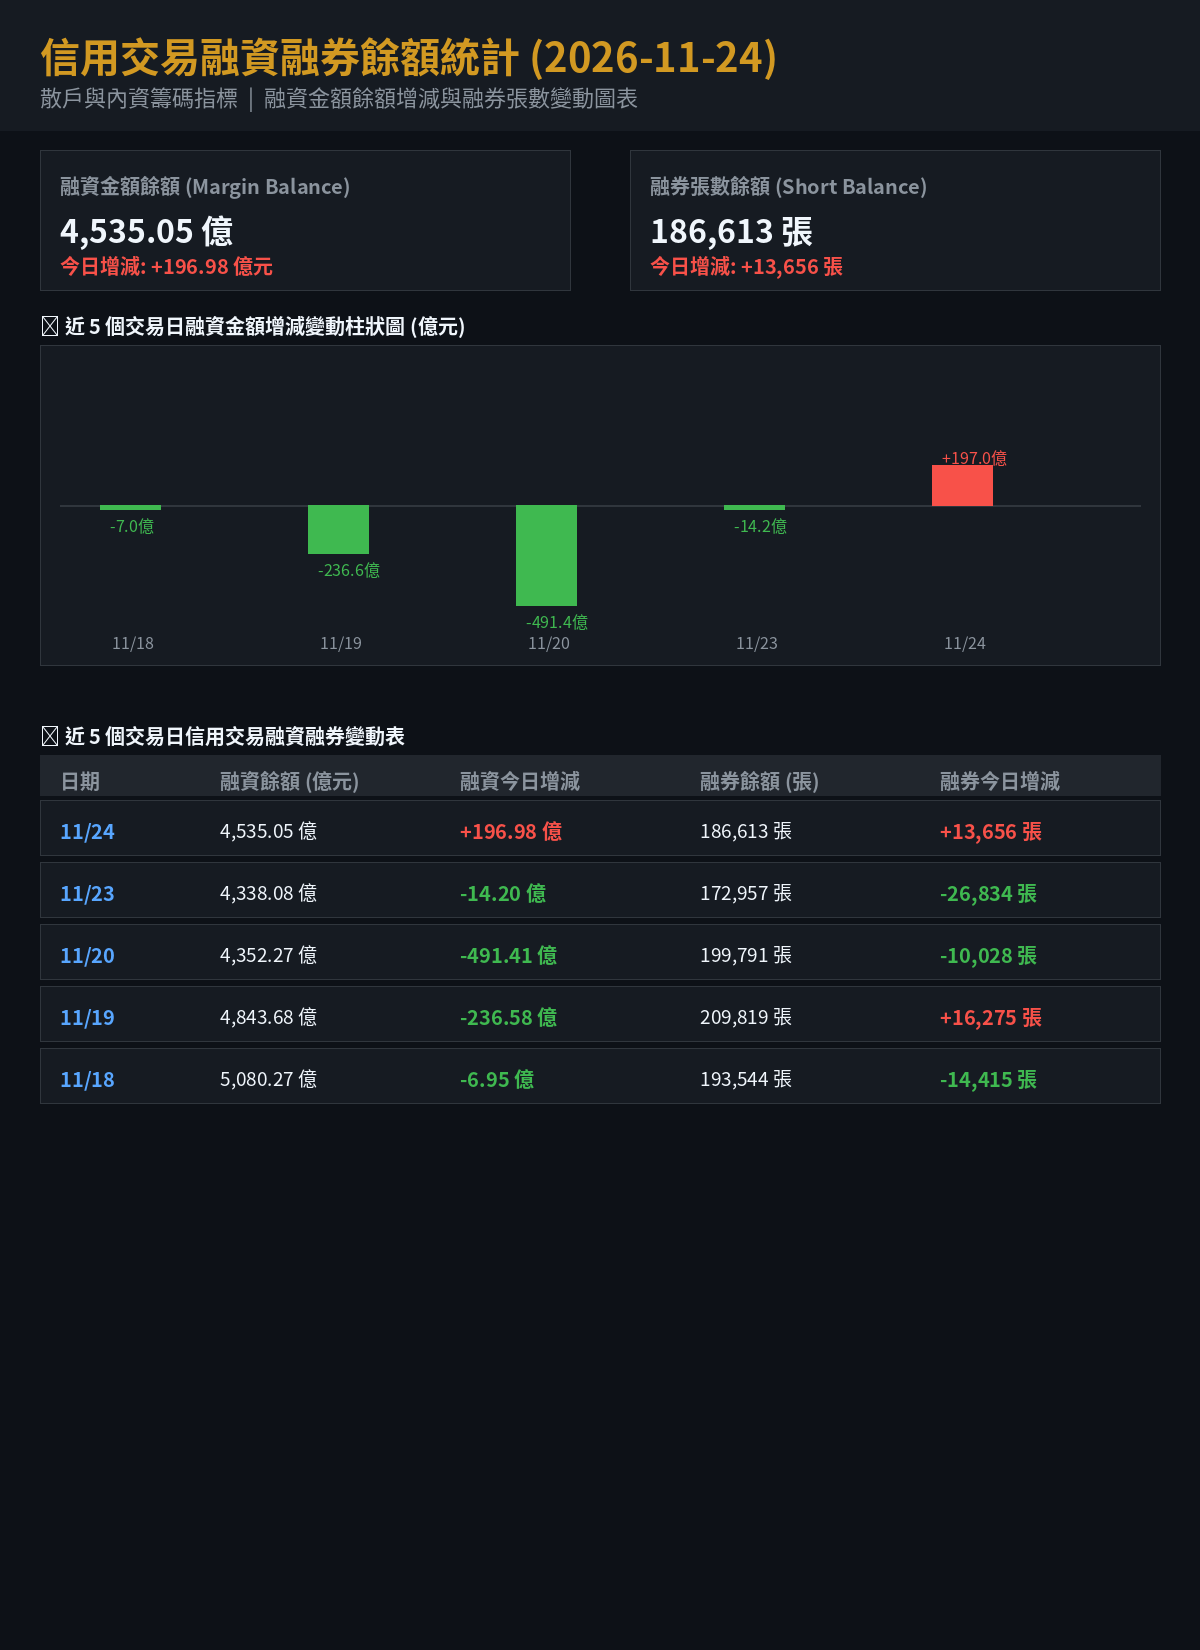 信用交易融資融券餘額統計 (2026-11-24)
散戶與內資籌碼指標 | 融資金額餘額增減與融券張數變動圖表
融資金額餘額 (Margin Balance)
4,535.05 億
今日增減: +196.98 億元
融券張數餘額 (Short Balance)
186,613 張
今日增減: +13,656 張
近 5 個交易日融資金額增減變動柱狀圖 (億元)
+197.0億
-7.0億
-14.2億
-236.6億
-491.4億
11/18 11/19 11/20 11/23 11/24
近 5 個交易日信用交易融資融券變動表
日期 融資餘額 (億元) 融資今日增減 融券餘額 (張) 融券今日增減
11/24 4,535.05 億 +196.98 億 186,613 張 +13,656 張
11/23 4,338.08 億 -14.20 億 172,957 張 -26,834 張
11/20 4,352.27 億 -491.41 億 199,791 張 -10,028 張
11/19 4,843.68 億 -236.58 億 209,819 張 +16,275 張
11/18 5,080.27 億 -6.95 億 193,544 張 -14,415 張